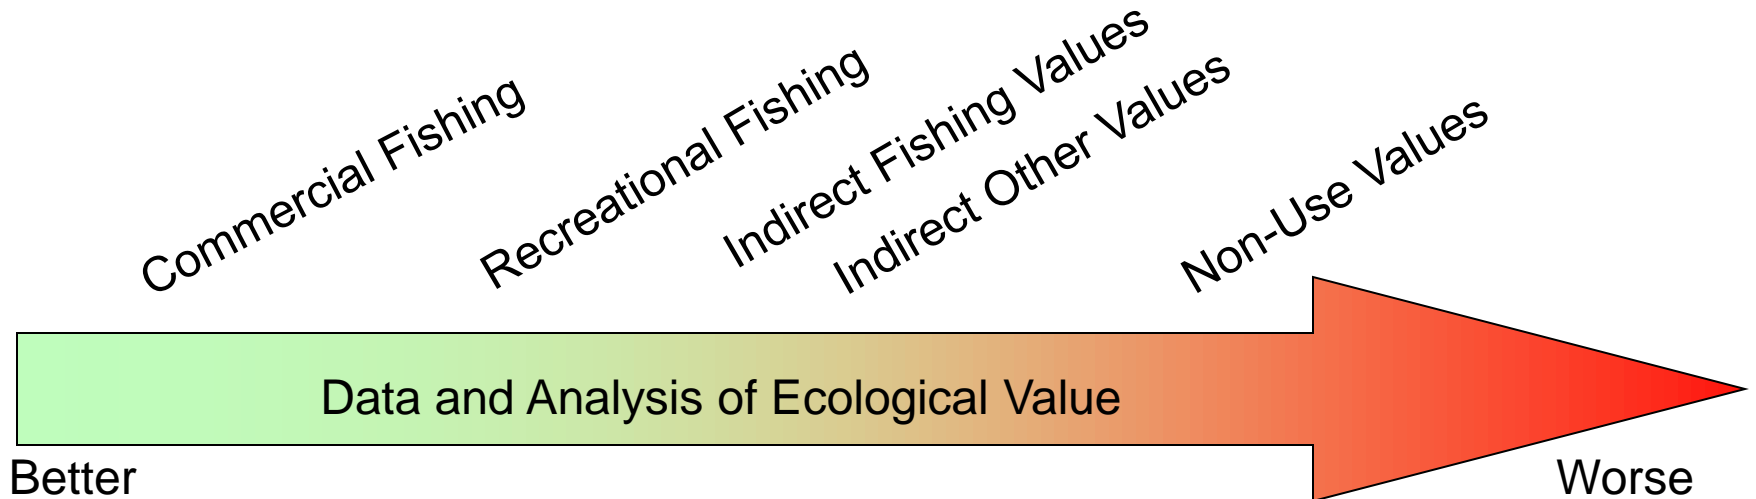 Commercial Fishing
Recreational Fishing
Indirect Fishing Values
Indirect Other Values
Non-Use Values
Data and Analysis of Ecological Value
Better
Worse